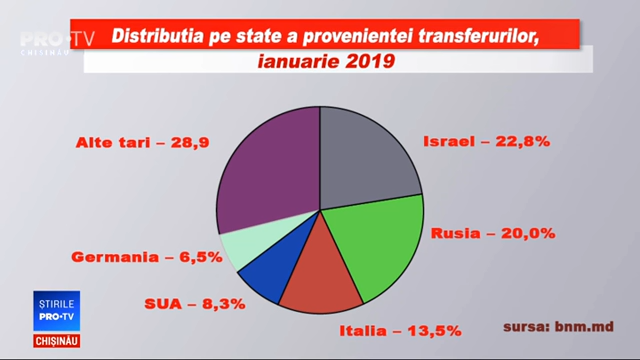 PRO•TV
CHIȘINĂU
Distributia pe state a provenientei transferurilor,
ianuarie 2019
Alte tari – 28,9
Israel – 22,8%
Rusia – 20,0%
Germania – 6,5%
SUA – 8,3%
Italia – 13,5%
ȘTIRILE
PRO•TV
CHIȘINĂU
sursa: bnm.md